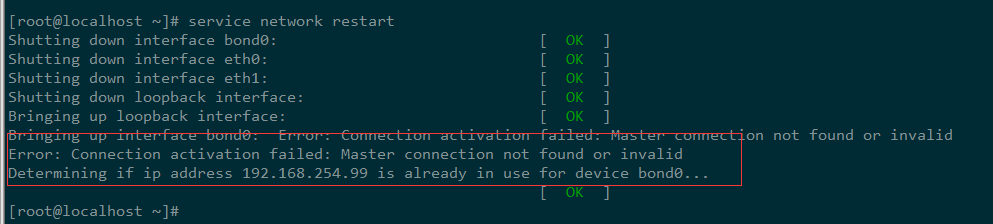 [root@localhost ~]# service network restart
Shutting down interface bond0:                             [  OK  ]
Shutting down interface eth0:                              [  OK  ]
Shutting down interface eth1:                              [  OK  ]
Shutting down loopback interface:                          [  OK  ]
Bringing up loopback interface:                            [  OK  ]
Bringing up interface bond0:  Error: Connection activation failed: Master connection not found or invalid
Error: Connection activation failed: Master connection not found or invalid
Determining if ip address 192.168.254.99 is already in use for device bond0...
                                                           [  OK  ]
[root@localhost ~]#